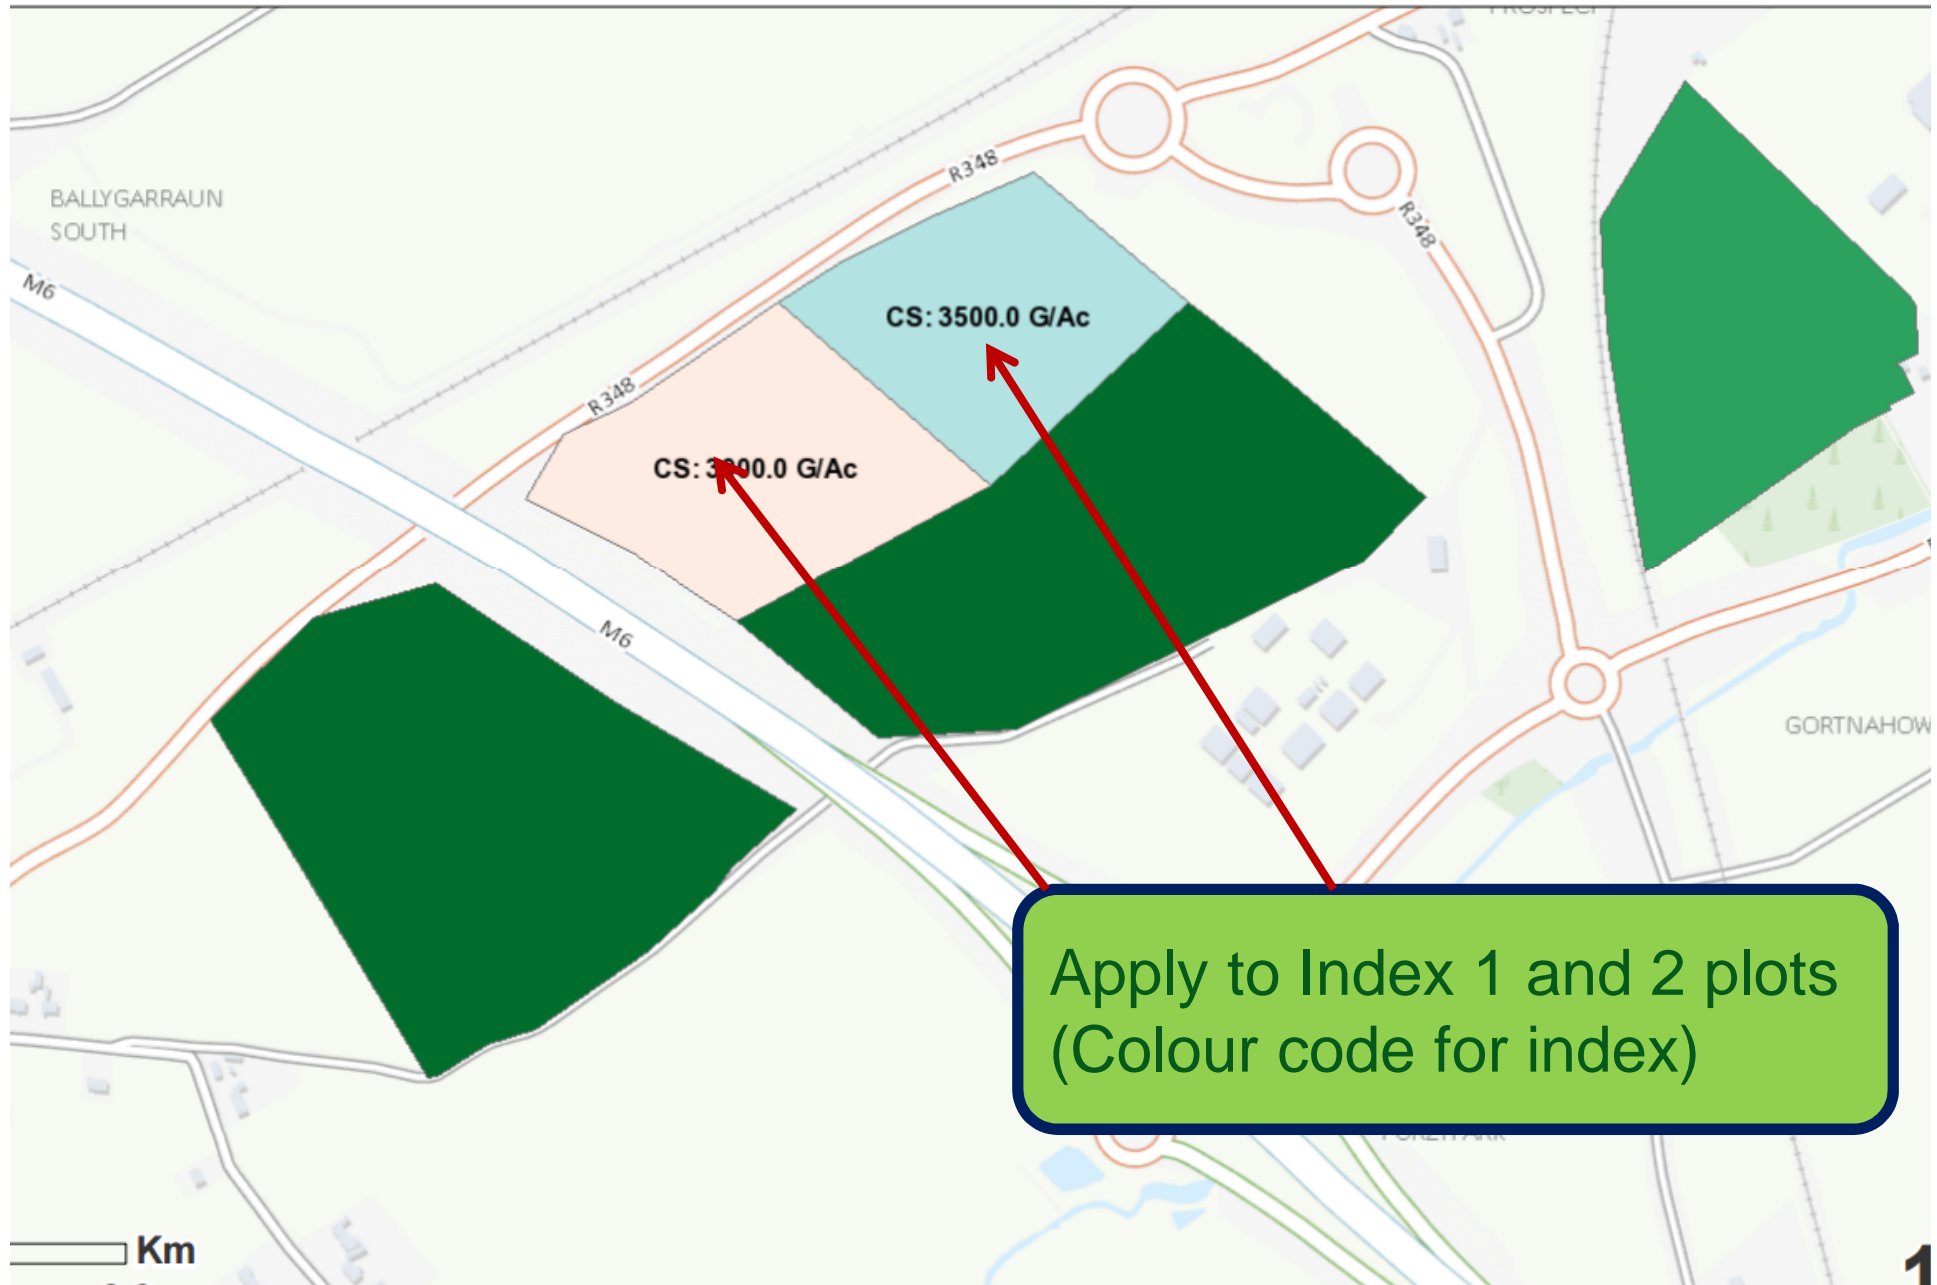 BALLYGARRAUN
SOUTH
M6
R348
R348
R348
CS: 3500.0 G/Ac
CS: 3000.0 G/Ac
M6
GORTNAHOW
Apply to Index 1 and 2 plots
(Colour code for index)
Km
1